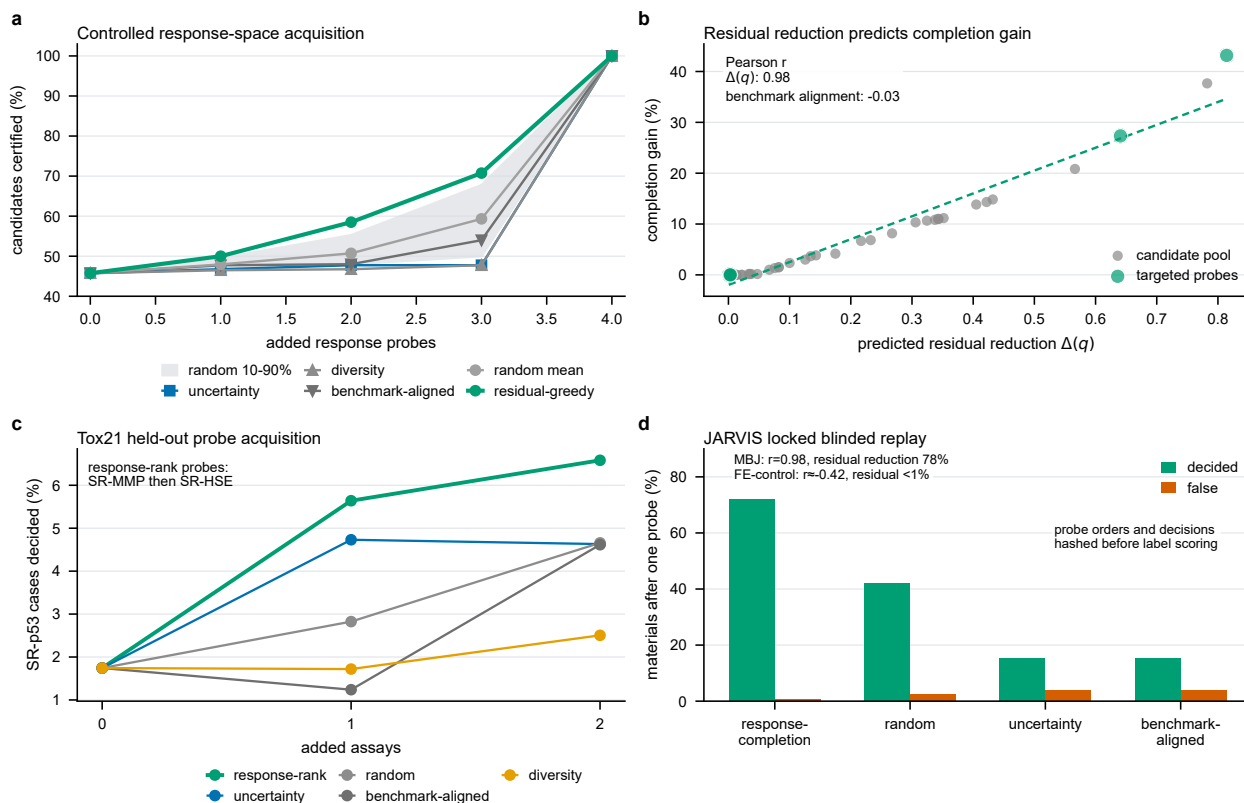 a
Controlled response-space acquisition
candidates certified (%)
100
90
80
70
60
50
40
0.0 0.5 1.0 1.5 2.0 2.5 3.0 3.5 4.0
added response probes
random 10-90% diversity random mean
uncertainty benchmark-aligned residual-greedy
b
Residual reduction predicts completion gain
Pearson r
Δ(q): 0.98
benchmark alignment: -0.03
completion gain (%)
40
30
20
10
0
candidate pool
targeted probes
0.0 0.1 0.2 0.3 0.4 0.5 0.6 0.7 0.8
predicted residual reduction Δ(q)
c
Tox21 held-out probe acquisition
response-rank probes:
SR-MMP then SR-HSE
SR-p53 cases decided (%)
6
5
4
3
2
1
0 1 2
added assays
response-rank random diversity
uncertainty benchmark-aligned
d
JARVIS locked blinded replay
MBJ: r=0.98, residual reduction 78%
FE-control: r≈-0.42, residual <1%
decided
false
probe orders and decisions
hashed before label scoring
materials after one probe (%)
80
60
40
20
0
response-
completion
random
uncertainty
benchmark-
aligned